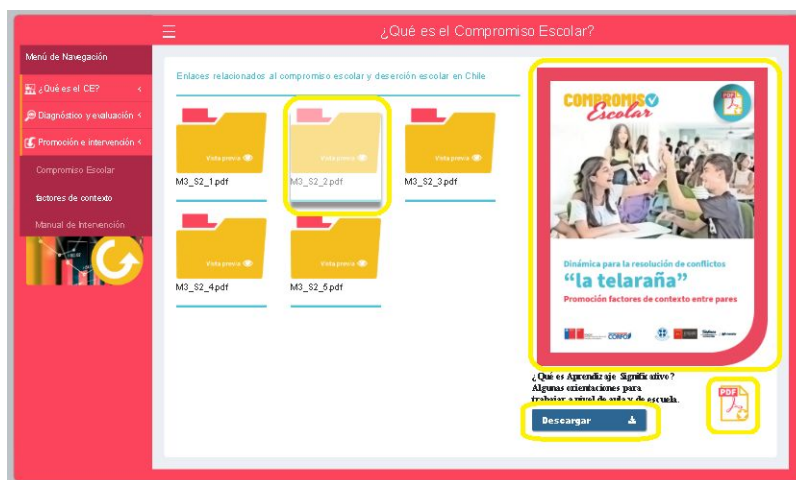 ¿Qué es el Compromiso Escolar?
Menú de Navegación
¿Qué es el CE?
Diagnóstico y evaluación
Promoción e intervención
Compromiso Escolar
factores de contexto
Manual de Intervención
Enlaces relacionados al compromiso escolar y deserción escolar en Chile
Vista previa
Vista previa
Vista previa
M3_S2_1.pdf
M3_S2_2.pdf
M3_S2_3.pdf
Vista previa
Vista previa
M3_S2_4.pdf
M3_S2_5.pdf
COMPROMISO
Escolar
PDF
Dinámica para la resolución de conflictos
“la telaraña”
Promoción factores de contexto entre pares
CORFO
¿Qué es Aprendizaje Significativo?
Algunas orientaciones para
trabajar a nivel de aula y de escuela.
Descargar
PDF